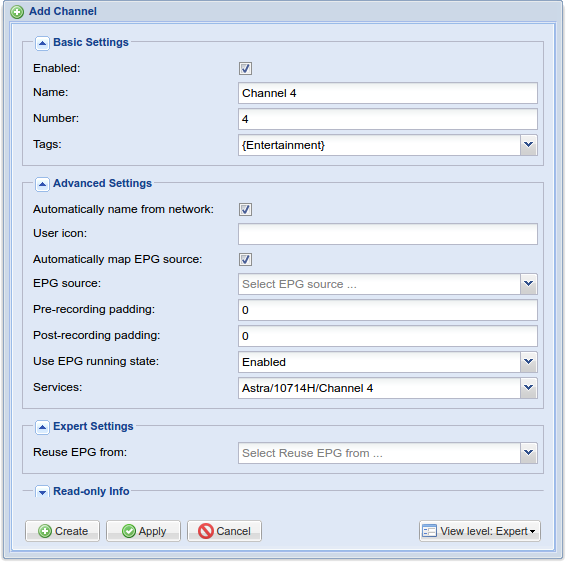 Add Channel
Basic Settings
Enabled:
Name: Channel 4
Number: 4
Tags: {Entertainment}
Advanced Settings
Automatically name from network:
User icon:
Automatically map EPG source:
EPG source: Select EPG source ...
Pre-recording padding: 0
Post-recording padding: 0
Use EPG running state: Enabled
Services: Astra/10714H/Channel 4
Expert Settings
Reuse EPG from: Select Reuse EPG from ...
Read-only Info
Create Apply Cancel View level: Expert